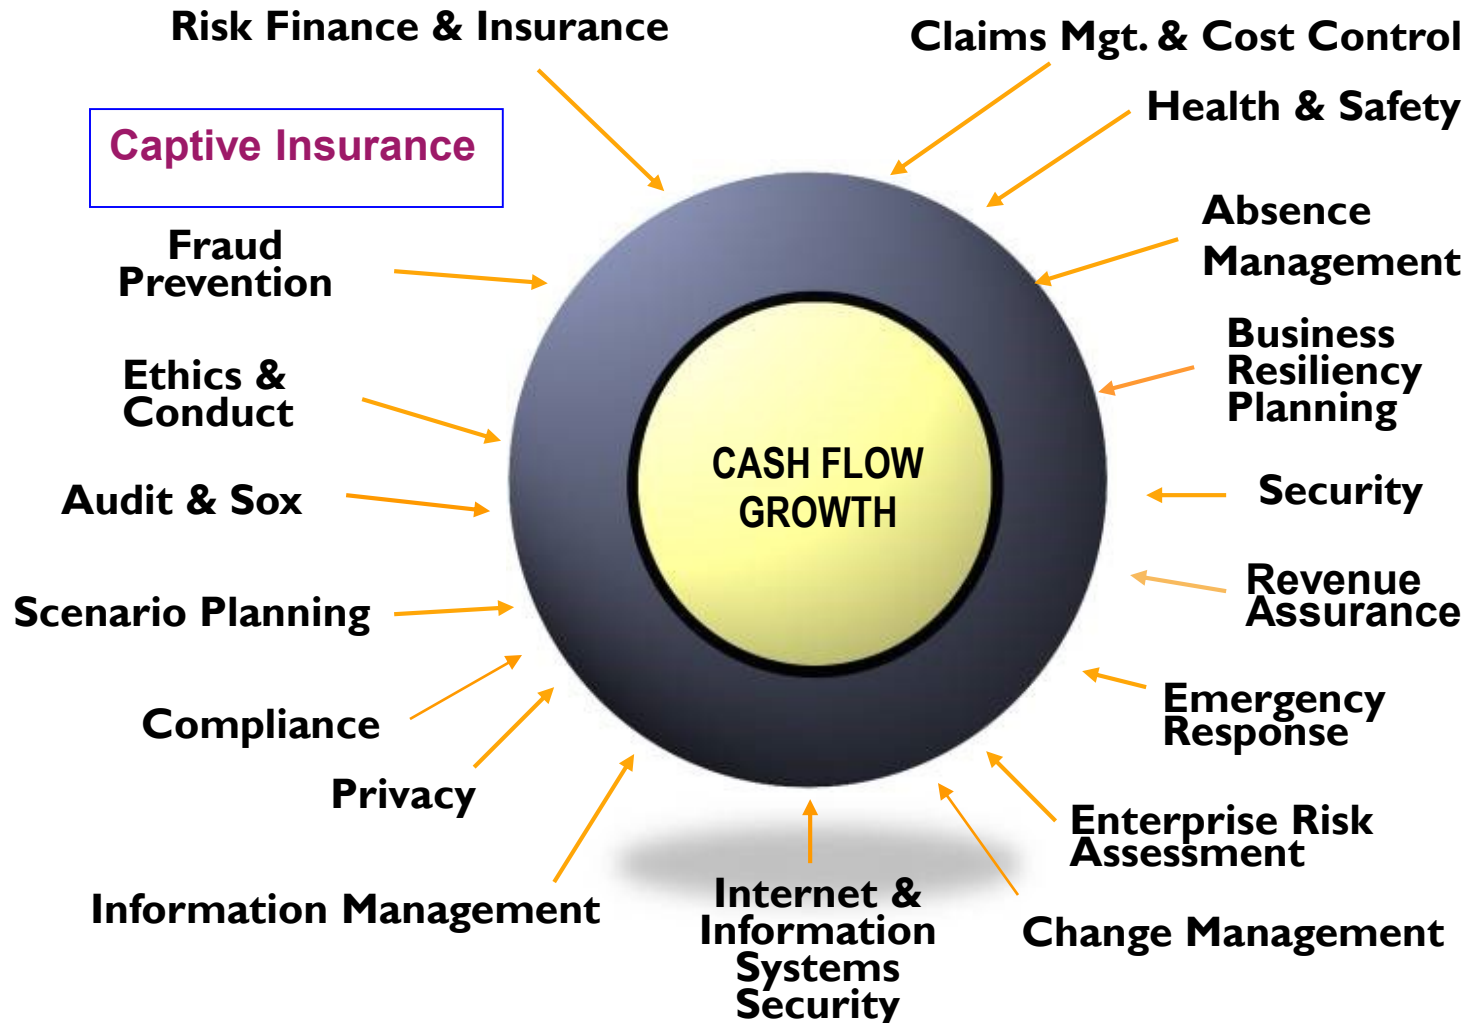 Risk Finance & Insurance
Claims Mgt. & Cost Control
Health & Safety
Captive Insurance
Absence
Management
Fraud
Prevention
Business
Resiliency
Planning
Ethics &
Conduct
CASH FLOW
GROWTH
Security
Audit & Sox
Revenue
Assurance
Scenario Planning
Emergency
Response
Compliance
Privacy
Enterprise Risk
Assessment
Information Management
Internet &
Information
Systems
Security
Change Management